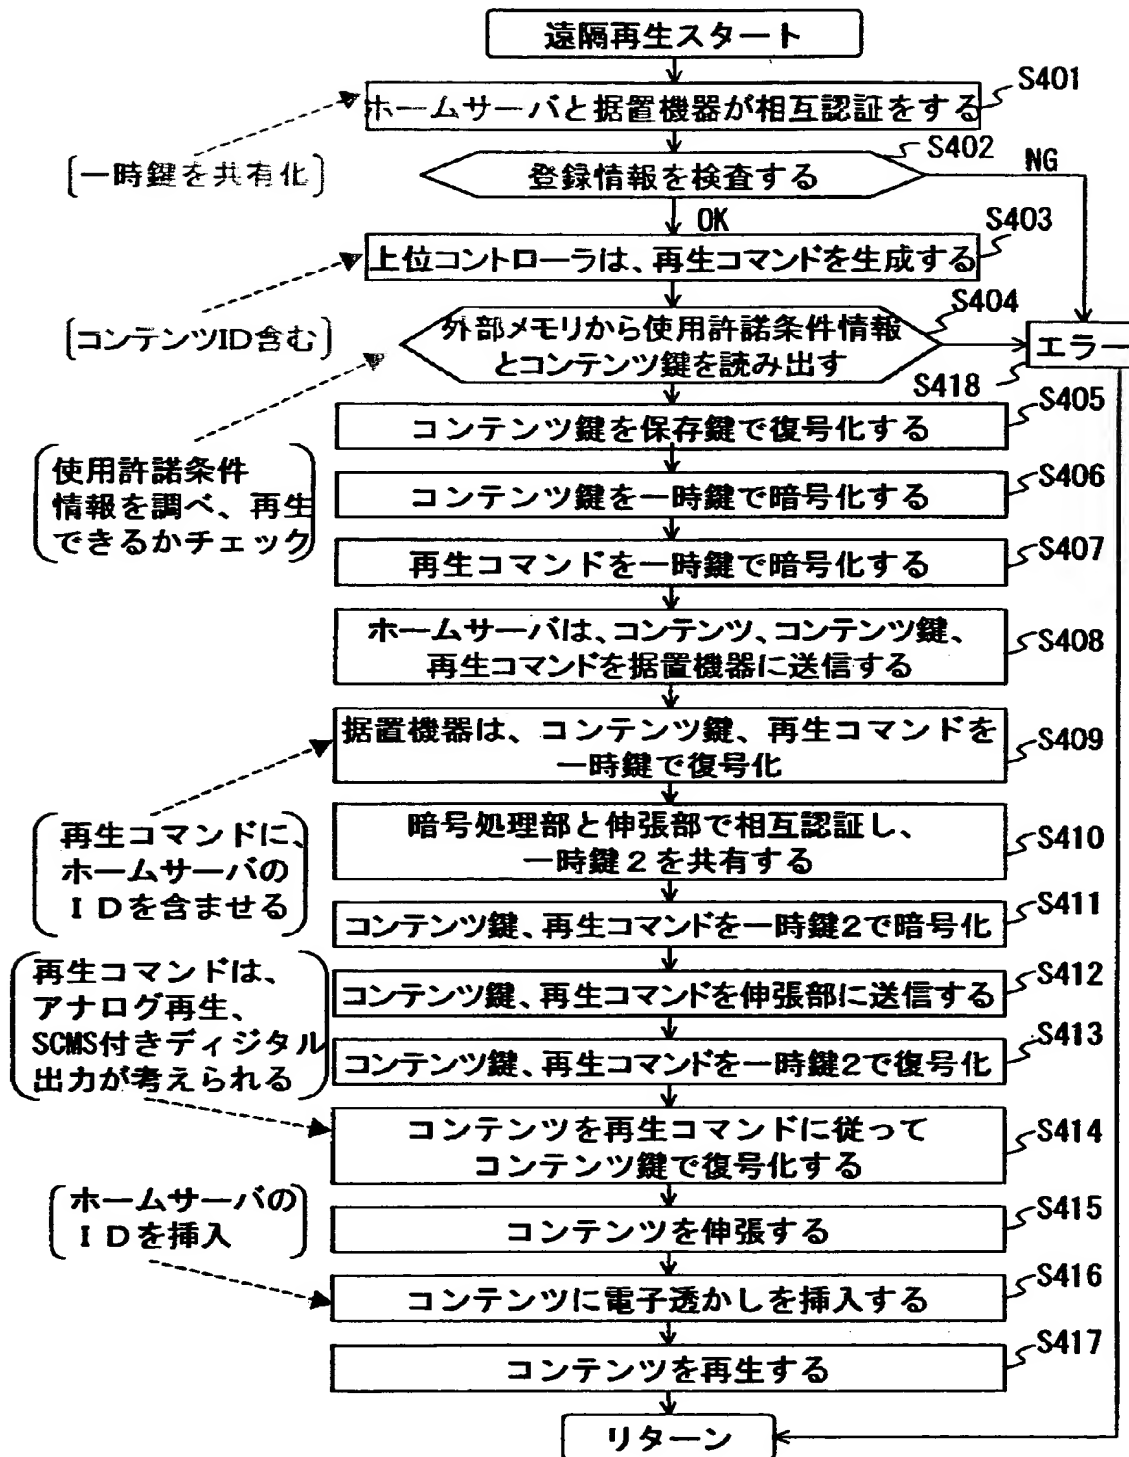 遠隔再生スタート
ホームサーバと据置機器が相互認証をする
S401
[一時鍵を共有化]
登録情報を検査する
S402
NG
OK
上位コントローラは、再生コマンドを生成する
S403
[コンテンツID含む]
外部メモリから使用許諾条件情報
とコンテンツ鍵を読み出す
S404
エラー
S418
使用許諾条件
情報を調べ、再生
できるかチェック
コンテンツ鍵を保存鍵で復号化する
S405
コンテンツ鍵を一時鍵で暗号化する
S406
再生コマンドを一時鍵で暗号化する
S407
ホームサーバは、コンテンツ、コンテンツ鍵、
再生コマンドを据置機器に送信する
S408
据置機器は、コンテンツ鍵、再生コマンドを
一時鍵で復号化
S409
再生コマンドに、
ホームサーバの
IDを含ませる
暗号処理部と伸張部で相互認証し、
一時鍵2を共有する
S410
コンテンツ鍵、再生コマンドを一時鍵2で暗号化
S411
再生コマンドは、
アナログ再生、
SCMS付きディジタル
出力が考えられる
コンテンツ鍵、再生コマンドを伸張部に送信する
S412
コンテンツ鍵、再生コマンドを一時鍵2で復号化
S413
コンテンツを再生コマンドに従って
コンテンツ鍵で復号化する
S414
ホームサーバの
IDを挿入
コンテンツを伸張する
S415
コンテンツに電子透かしを挿入する
S416
コンテンツを再生する
S417
リターン